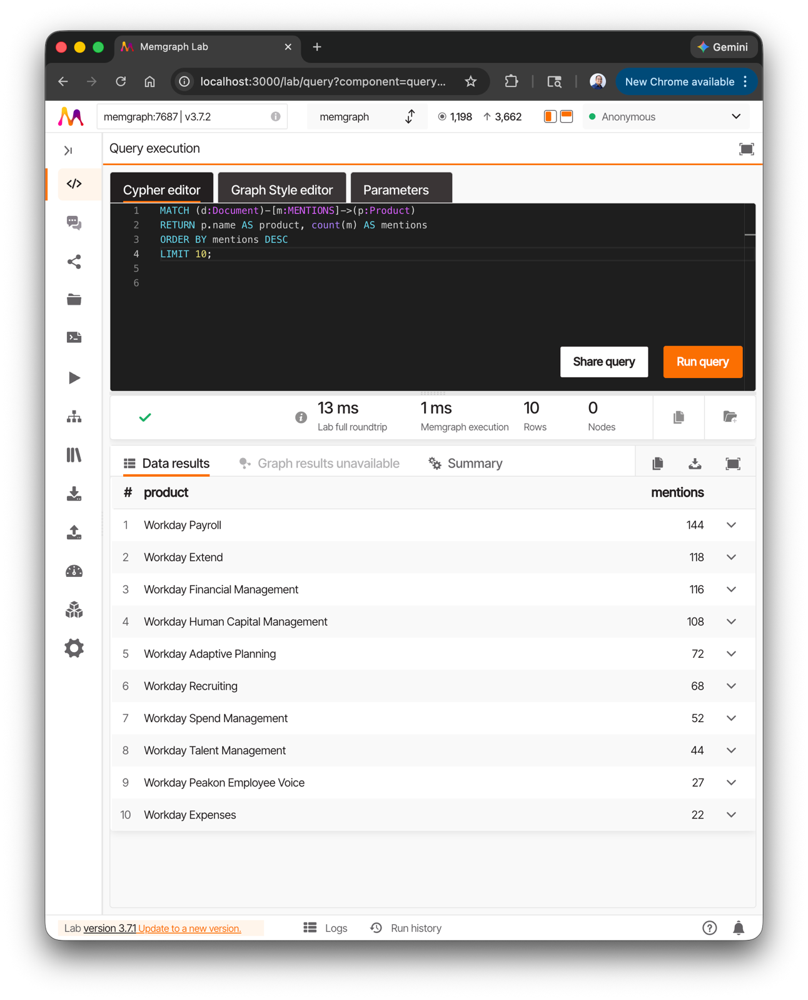 Memgraph Lab
Gemini
localhost:3000/lab/query?component=query...
New Chrome available
memgraph:7687 | v3.7.2
memgraph
1,198
3,662
Anonymous
Query execution
Cypher editor
Graph Style editor
Parameters
1 MATCH (d:Document)-[m:MENTIONS]->(p:Product)
2 RETURN p.name AS product, count(m) AS mentions
3 ORDER BY mentions DESC
4 LIMIT 10;
5
6
Share query
Run query
13 ms
Lab full roundtrip
1 ms
Memgraph execution
10
Rows
0
Nodes
Data results
Graph results unavailable
Summary
# product mentions
1 Workday Payroll 144
2 Workday Extend 118
3 Workday Financial Management 116
4 Workday Human Capital Management 108
5 Workday Adaptive Planning 72
6 Workday Recruiting 68
7 Workday Spend Management 52
8 Workday Talent Management 44
9 Workday Peakon Employee Voice 27
10 Workday Expenses 22
Lab version 3.7.1 Update to a new version.
Logs
Run history